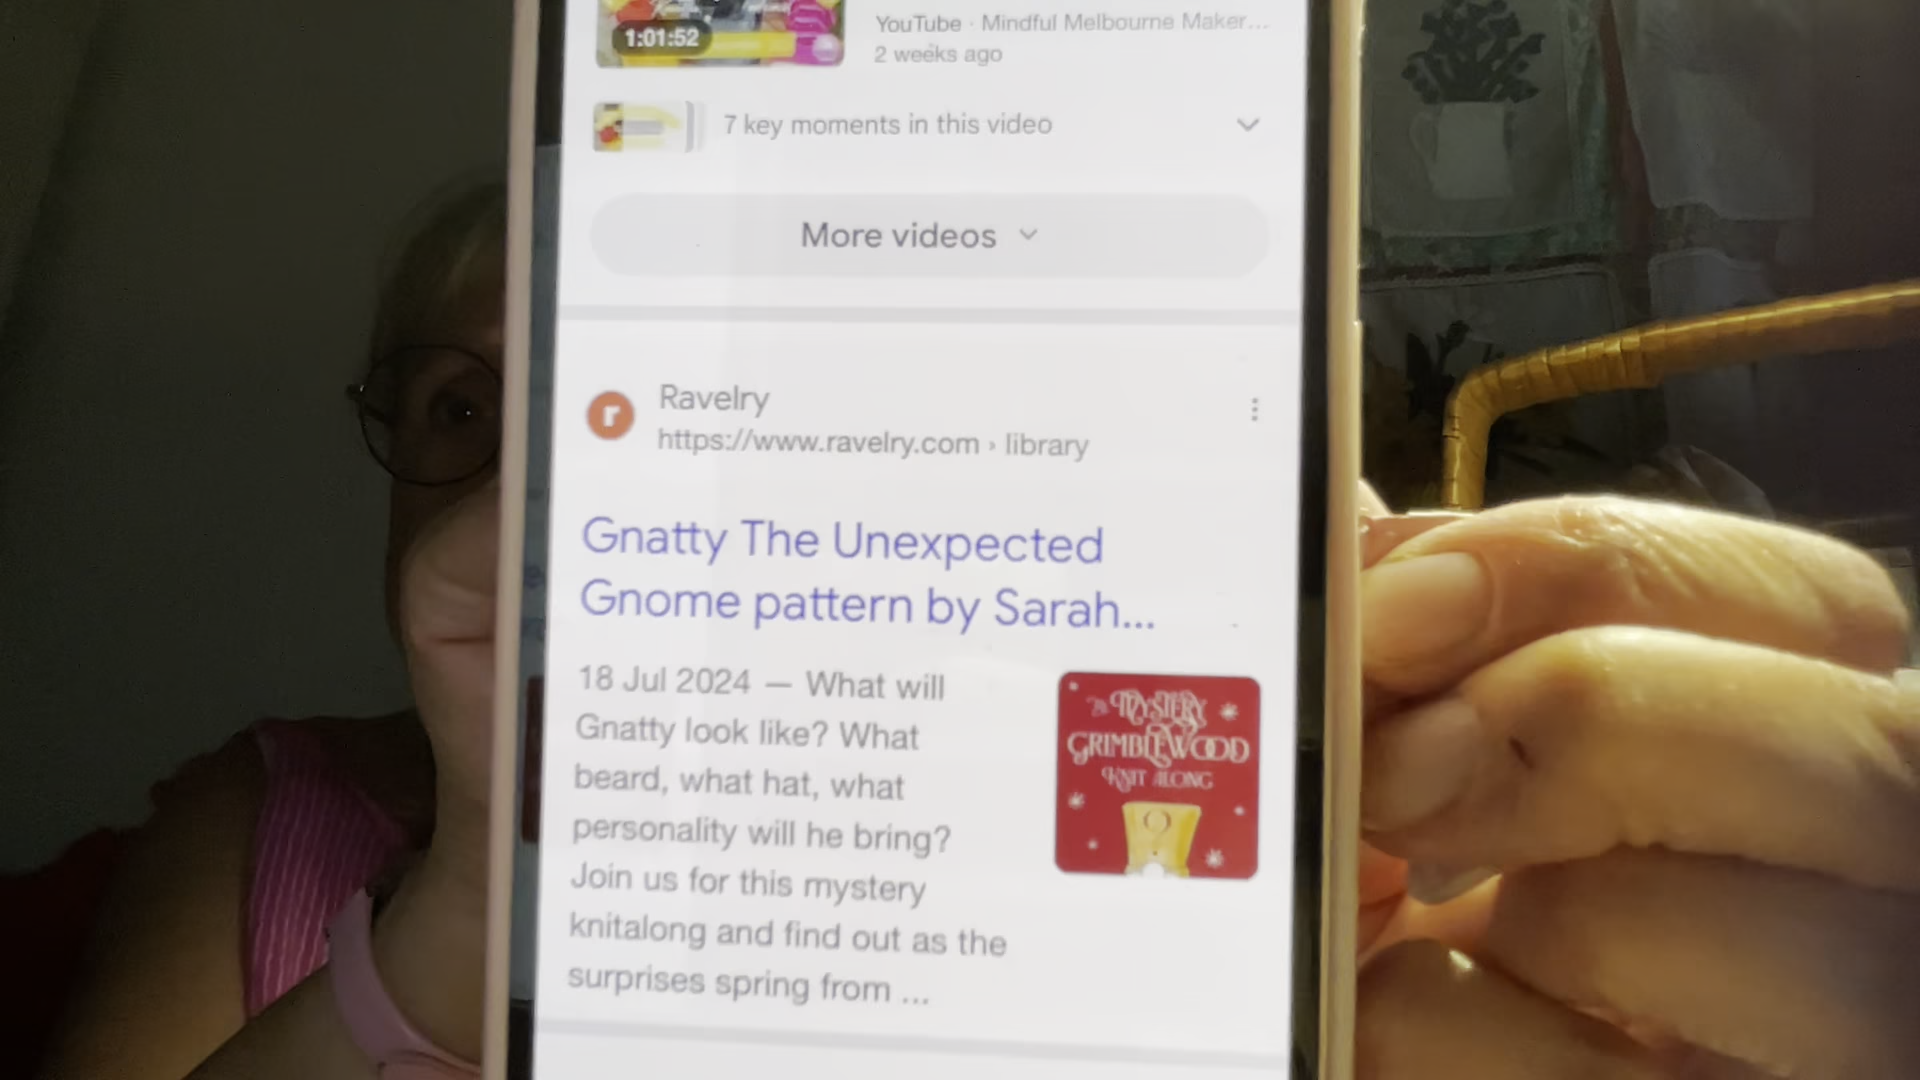 1:01:52
YouTube · Mindful Melbourne Maker...
2 weeks ago
7 key moments in this video
More videos
r
Ravelry
https://www.ravelry.com › library
Gnatty The Unexpected
Gnome pattern by Sarah...
18 Jul 2024 — What will
Gnatty look like? What
beard, what hat, what
personality will he bring?
Join us for this mystery
knitalong and find out as the
surprises spring from ...
MYSTERY
GRIMBLEWOOD
KNIT ALONG